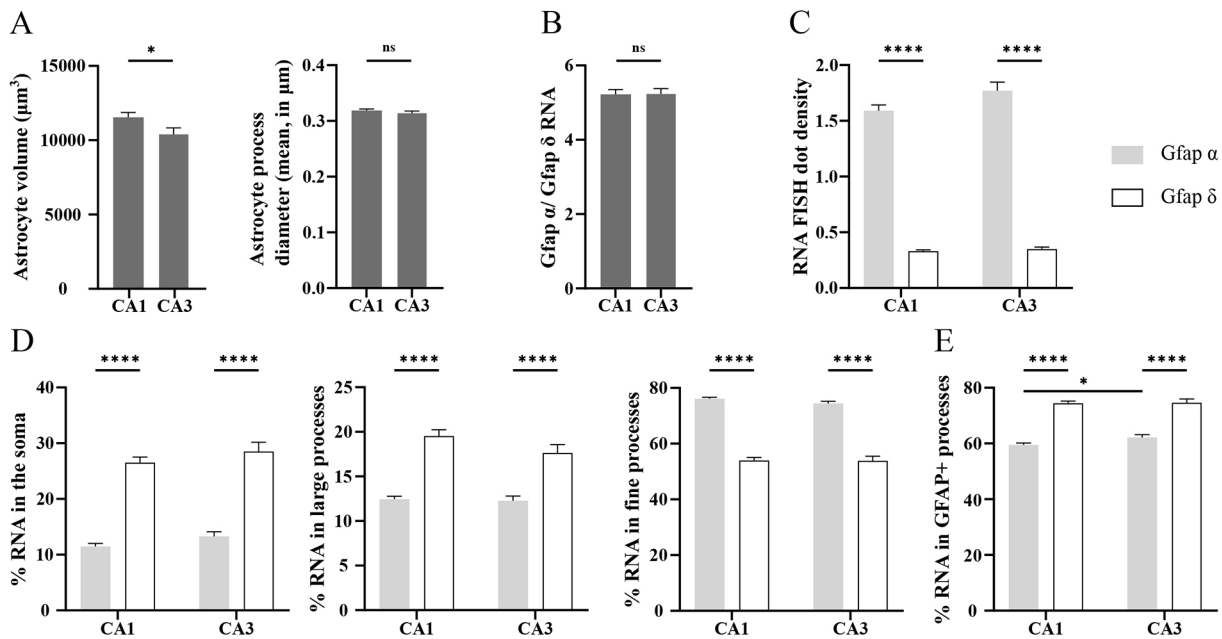 A
B
C
*
ns
ns
****
****
Astrocyte volume (µm³)
15000
10000
5000
0
CA1 CA3
Astrocyte process
diameter (mean, in µm)
0.4
0.3
0.2
0.1
0.0
CA1 CA3
Gfap α/ Gfap δ RNA
6
4
2
0
CA1 CA3
RNA FISH dot density
2.0
1.5
1.0
0.5
0.0
CA1 CA3
Gfap α
Gfap δ
D
E
****
****
% RNA in the soma
40
30
20
10
0
CA1 CA3
****
****
% RNA in large processes
25
20
15
10
5
0
CA1 CA3
****
****
% RNA in fine processes
80
60
40
20
0
CA1 CA3
****
****
*
% RNA in GFAP+ processes
80
60
40
20
0
CA1 CA3